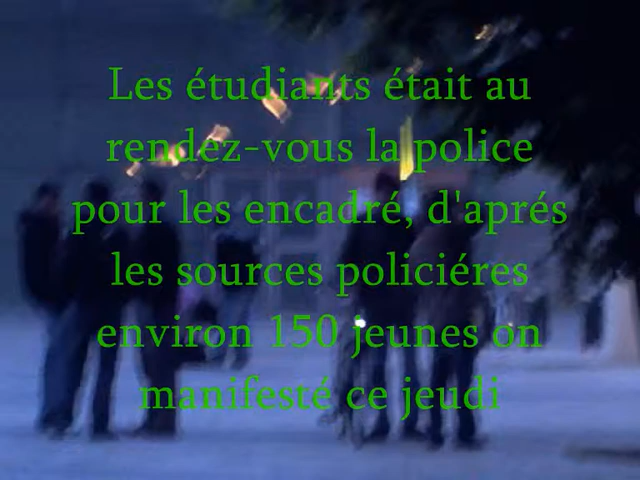 Les étudiants était au
rendez-vous la police
pour les encadré, d'aprés
les sources policiéres
environ 150 jeunes on
manifesté ce jeudi